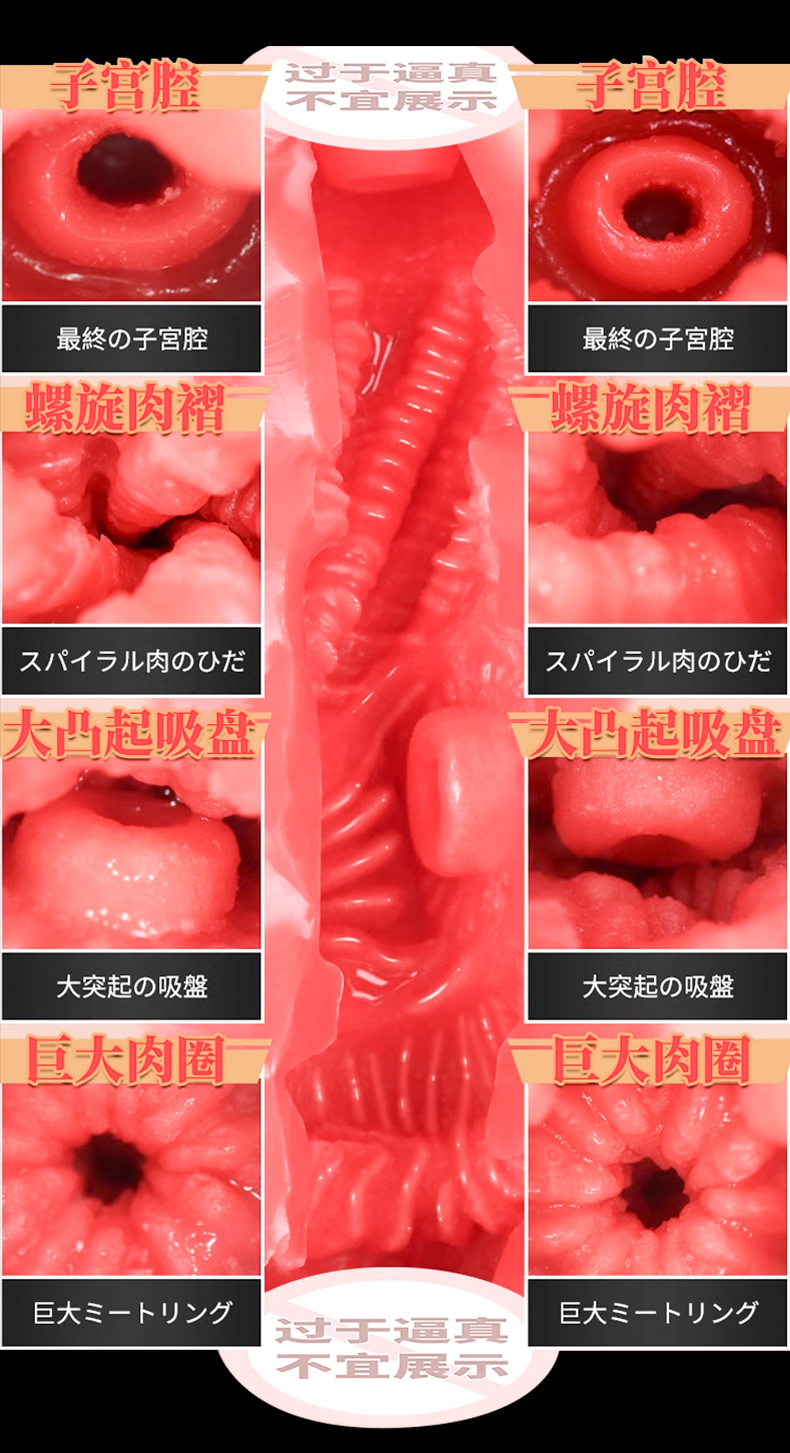 过于逼真
不宜展示
子宫腔
子宫腔
最終の子宮腔
最終の子宮腔
螺旋肉褶
螺旋肉褶
スパイラル肉のひだ
スパイラル肉のひだ
大凸起吸盘
大凸起吸盘
大突起の吸盤
大突起の吸盤
巨大肉圈
巨大肉圈
巨大ミートリング
巨大ミートリング
过于逼真
不宜展示